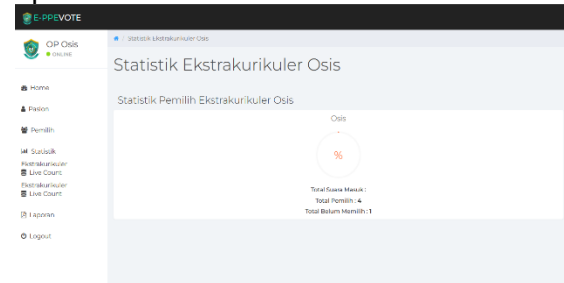 E-PPEVOTE
OP Osis
ONLINE
Statistik Ekstrakurikuler Osis
Statistik Ekstrakurikuler Osis
Home
Paslon
Pemilih
Statistik
Ekstrakurikuler
Live Count
Ekstrakurikuler
Live Count
Laporan
Logout
Statistik Pemilih Ekstrakurikuler Osis
Osis
%
Total Suara Masuk :
Total Pemilih : 4
Total Belum Memilih : 1